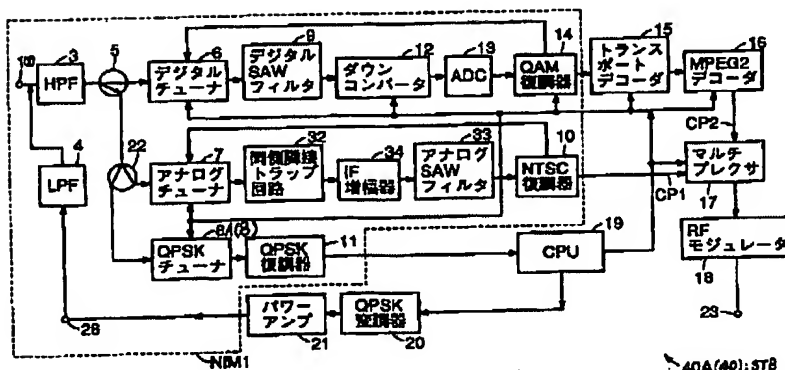 3
HPF
5
6
デジタル
チューナ
9
デジタル
SAW
フィルタ
12
ダウン
コンバータ
13
ADC
14
QAM
復調器
15
トランス
ポート
デコーダ
16
MPEG2
デコーダ
CP2
4
LPF
22
7
アナログ
チューナ
32
両側隣接
トラップ
回路
34
IF
増幅器
33
アナログ
SAW
フィルタ
10
NTSC
復調器
CP1
マルチ
プレクサ
17
8A(8)
QPSK
チューナ
QPSK
復調器
11
19
CPU
RF
モジュレータ
18
28
パワー
アンプ
21
QPSK
変調器
20
23
NIM1
40A(40):STB